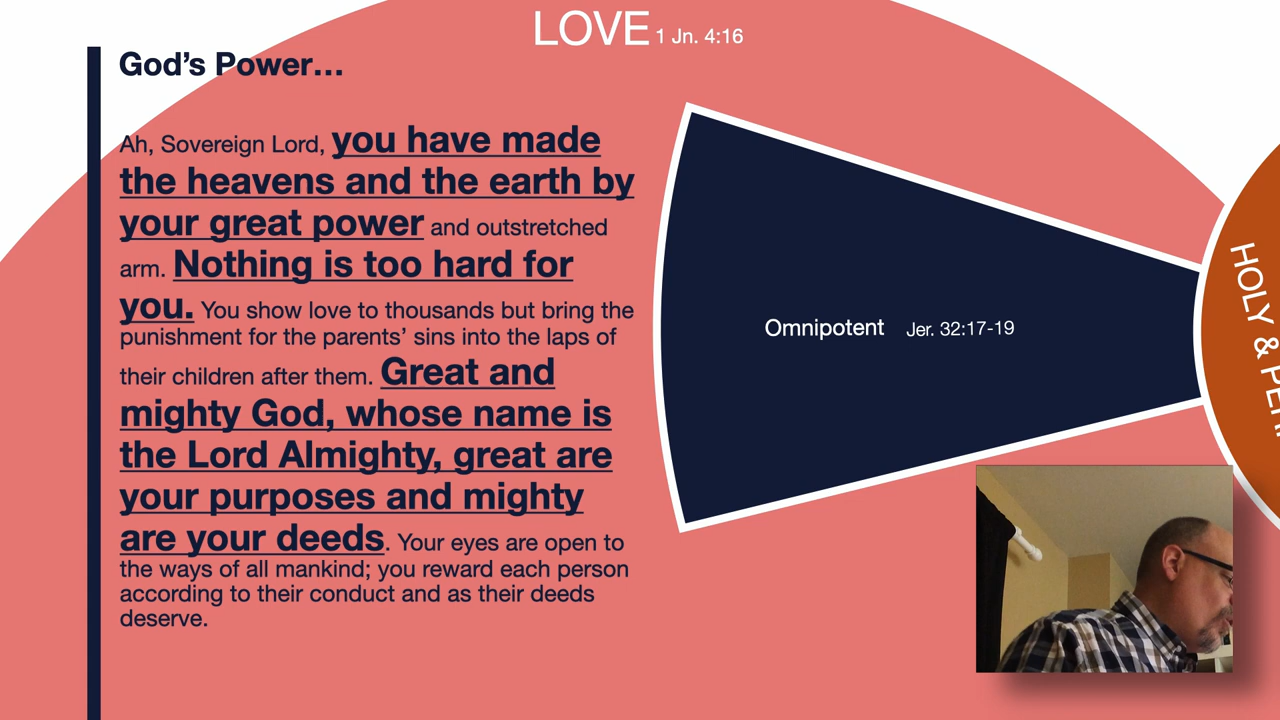 LOVE 1 Jn. 4:16
God’s Power…
Ah, Sovereign Lord, you have made
the heavens and the earth by
your great power and outstretched
arm. Nothing is too hard for
you. You show love to thousands but bring the
punishment for the parents’ sins into the laps of
their children after them. Great and
mighty God, whose name is
the Lord Almighty, great are
your purposes and mighty
are your deeds. Your eyes are open to
the ways of all mankind; you reward each person
according to their conduct and as their deeds
deserve.
Omnipotent Jer. 32:17-19
HOLY &